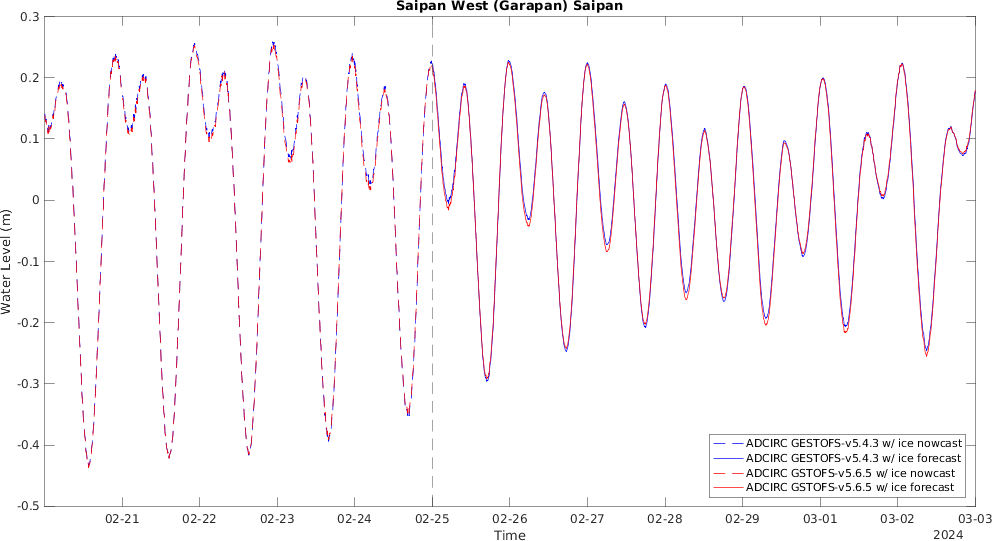 Saipan West (Garapan) Saipan
0.3
0.2
0.1
0
-0.1
-0.2
-0.3
-0.4
-0.5
Water Level (m)
02-21 02-22 02-23 02-24 02-25 02-26 02-27 02-28 02-29 03-01 03-02 03-03
Time
2024
ADCIRC GESTOFS-v5.4.3 w/ ice nowcast
ADCIRC GESTOFS-v5.4.3 w/ ice forecast
ADCIRC GSTOFS-v5.6.5 w/ ice nowcast
ADCIRC GSTOFS-v5.6.5 w/ ice forecast